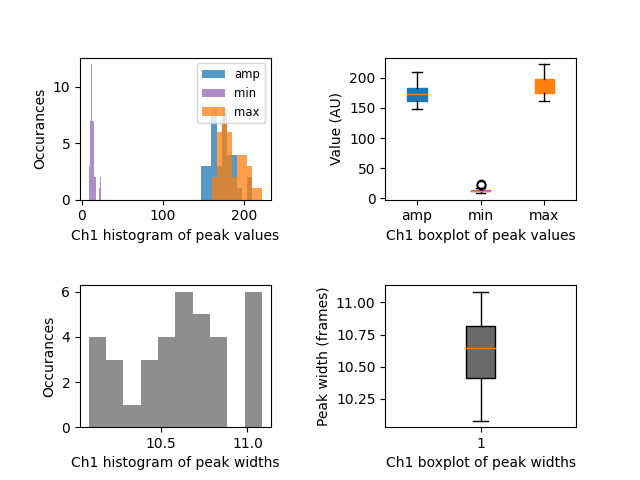 Occurances
10
5
0
amp
min
max
0
100
200
Ch1 histogram of peak values
Value (AU)
200
150
100
50
0
amp
min
max
Ch1 boxplot of peak values
Occurances
6
4
2
0
10.5
11.0
Ch1 histogram of peak widths
Peak width (frames)
11.00
10.75
10.50
10.25
1
Ch1 boxplot of peak widths